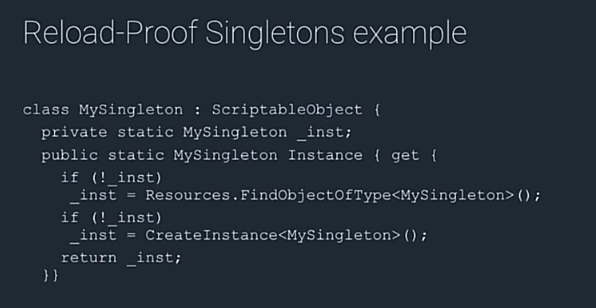 Reload-Proof Singletons example
class MySingleton : ScriptableObject {
private static MySingleton _inst;
public static MySingleton Instance { get {
if (!_inst)
_inst = Resources.FindObjectOfType<MySingleton>();
if (!_inst)
_inst = CreateInstance<MySingleton>();
return _inst;
}}